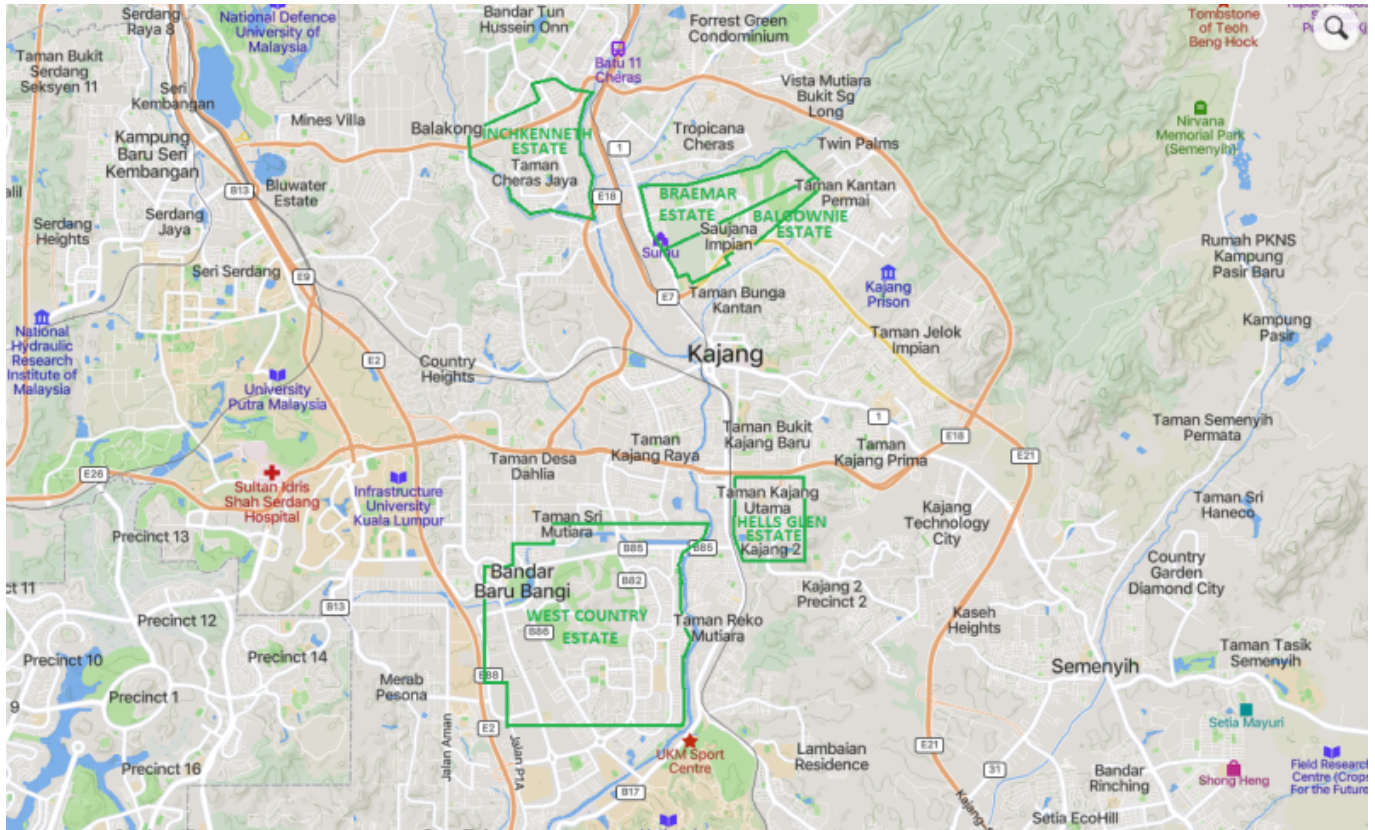 Serdang
Raya 8
National Defence
University of
Malaysia
Bandar Tun
Hussein Onn
Forrest Green
Condominium
Tombstone
of Teoh
Beng Hock
Taman Bukit
Serdang
Seksyen 11
Batu 11
Cheras
Seri
Kembangan
Vista Mutiara
Bukit Sg
Long
Mines Villa
Balakong
INCHKENNETH
ESTATE
Taman
Cheras Jaya
Tropicana
Cheras
1
Twin Palms
Nirvana
Memorial Park
(Semenyih)
Kampung
Baru Seri
Kembangan
B13
Bluwater
Estate
E18
BRAEMAR
ESTATE
Taman Kantan
Permai
BALGOWNIE
ESTATE
Saujana
Impian
Serdang
Heights
Serdang
Jaya
Seri Serdang
E9
E7
Taman Bunga
Kantan
Kajang
Prison
Rumah PKNS
Kampung
Pasir Baru
National
Hydraulic
Research
Institute of
Malaysia
E2
Country
Heights
Kajang
Taman Jelok
Impian
Kampung
Pasir
University
Putra Malaysia
1
Taman Bukit
Kajang Baru
Taman
Kajang Raya
Taman
Kajang Prima
E18
E21
Taman Semenyih
Permata
E26
Sultan Idris
Shah Serdang
Hospital
Infrastructure
University
Kuala Lumpur
Taman Desa
Dahlia
Taman Kajang
Utama
HELLS GLEN
ESTATE
Kajang 2
Kajang
Technology
City
Taman Sri
Haneco
Precinct 13
Taman Sri
Mutiara
B85
B85
Bandar
Baru Bangi
B82
Country
Garden
Diamond City
ct 11
B13
Kajang 2
Precinct 2
Precinct 12
WEST COUNTRY
ESTATE
B86
Taman Reko
Mutiara
Kaseh
Heights
Precinct 10
Precinct 14
Semenyih
Taman Tasik
Semenyih
Precinct 1
9
Merab
Pesona
B88
E2
Jalan Aman
Jalan P1A
Setia Mayuri
UKM Sport
Centre
E21
Lambaian
Residence
Precinct 16
31
Bandar
Rinching
Shong Heng
Field Research
Centre (Crops
For the Future
B17
Setia EcoHill